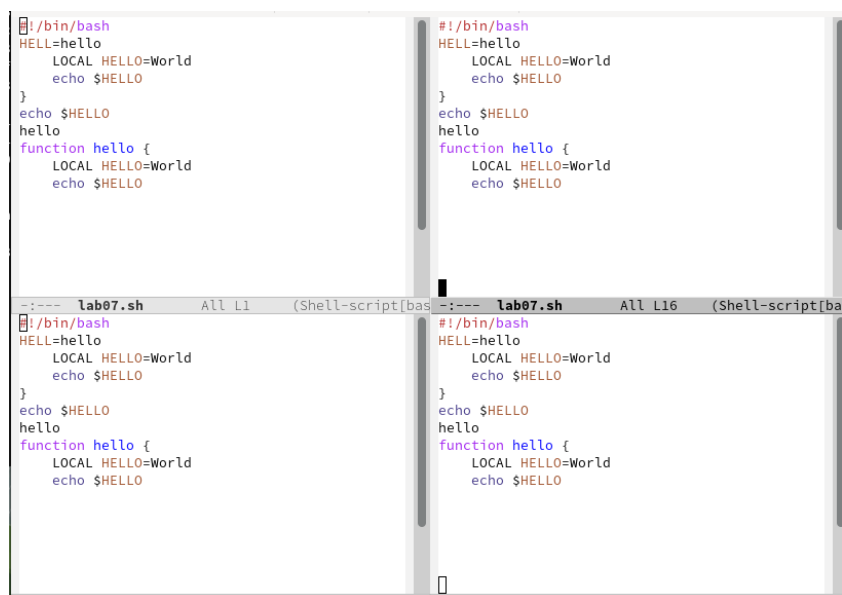 #!/bin/bash
HELL=hello
    LOCAL HELLO=World
    echo $HELLO
}
echo $HELLO
hello
function hello {
    LOCAL HELLO=World
    echo $HELLO
-:---  lab07.sh       All L1     (Shell-script[bas
#!/bin/bash
HELL=hello
    LOCAL HELLO=World
    echo $HELLO
}
echo $HELLO
hello
function hello {
    LOCAL HELLO=World
    echo $HELLO
-:---  lab07.sh       All L16    (Shell-script[ba
#!/bin/bash
HELL=hello
    LOCAL HELLO=World
    echo $HELLO
}
echo $HELLO
hello
function hello {
    LOCAL HELLO=World
    echo $HELLO
#!/bin/bash
HELL=hello
    LOCAL HELLO=World
    echo $HELLO
}
echo $HELLO
hello
function hello {
    LOCAL HELLO=World
    echo $HELLO